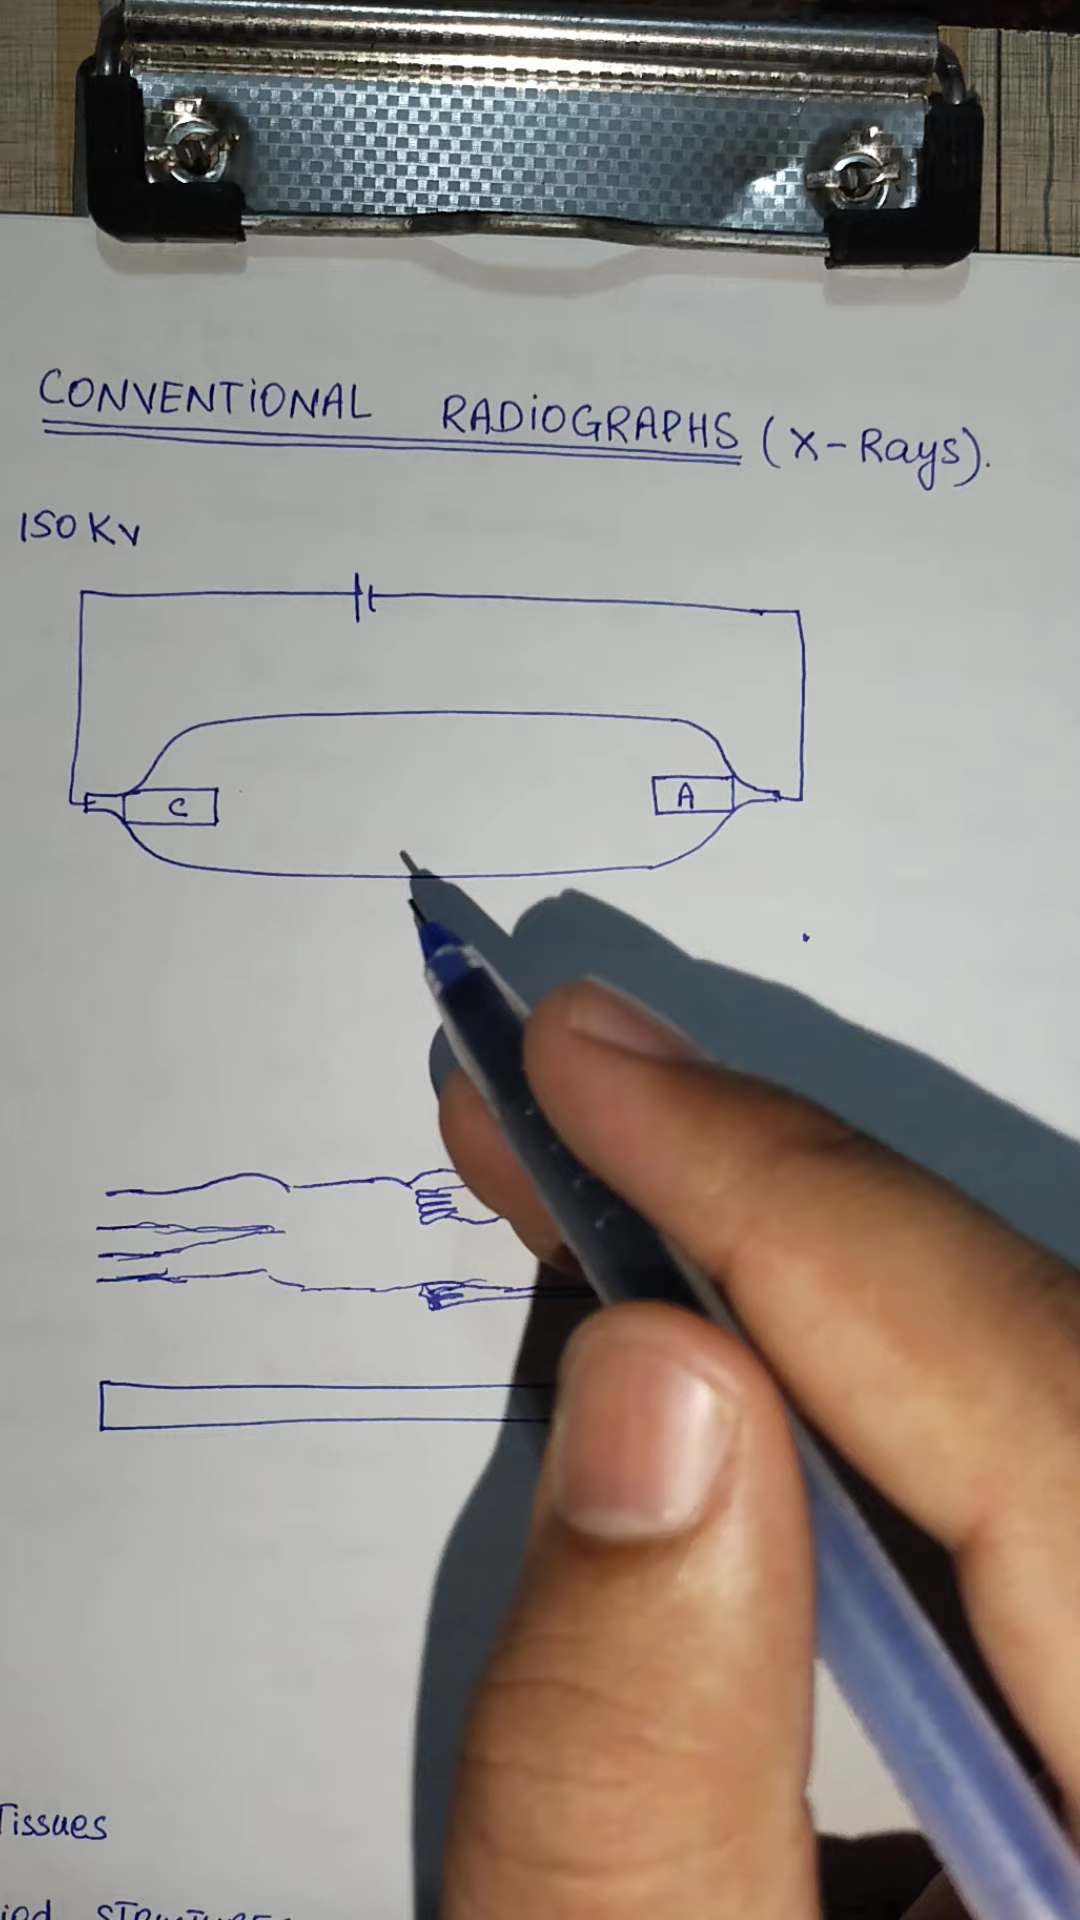 CONVENTIONAL RADIOGRAPHS (X-Rays).
150 Kv
C
A
Tissues